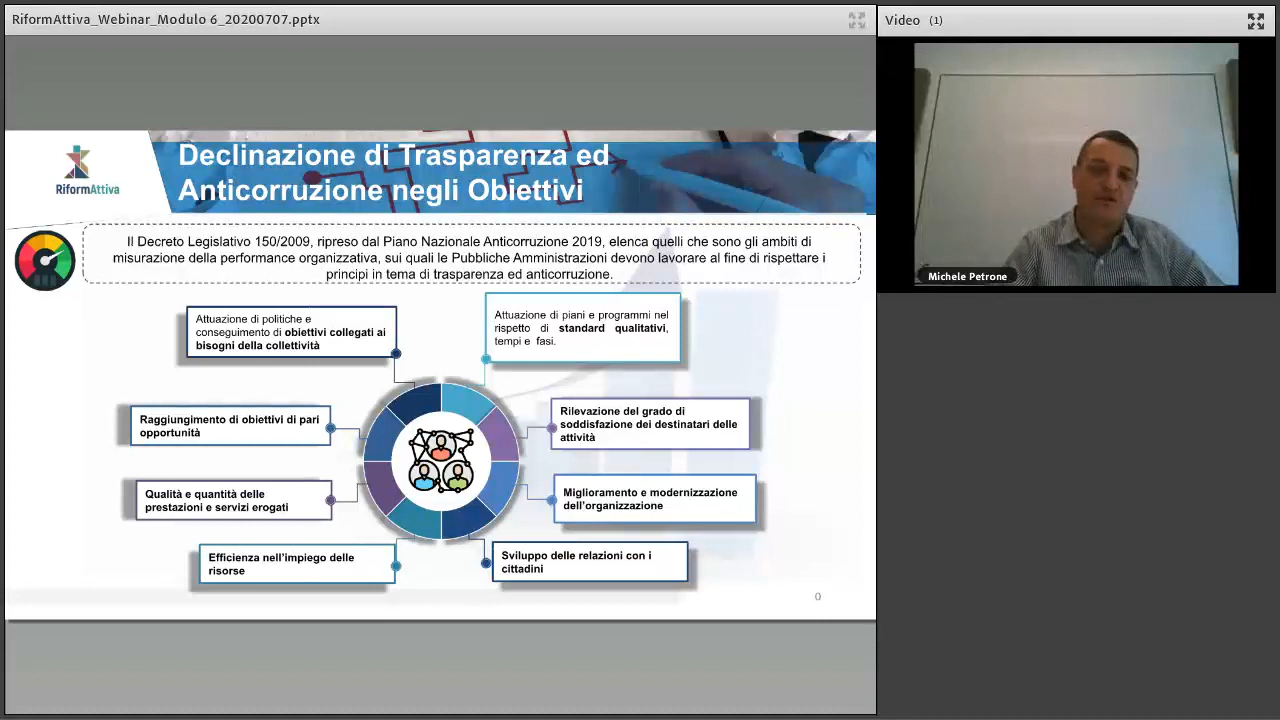 RiformAttiva_Webinar_Modulo 6_20200707.pptx
Video (1)
Michele Petrone
RiformAttiva
Declinazione di Trasparenza ed
Anticorruzione negli Obiettivi
Il Decreto Legislativo 150/2009, ripreso dal Piano Nazionale Anticorruzione 2019, elenca quelli che sono gli ambiti di
misurazione della performance organizzativa, sui quali le Pubbliche Amministrazioni devono lavorare al fine di rispettare i
principi in tema di trasparenza ed anticorruzione.
Attuazione di politiche e
conseguimento di obiettivi collegati ai
bisogni della collettività
Attuazione di piani e programmi nel
rispetto di standard qualitativi,
tempi e fasi.
Raggiungimento di obiettivi di pari
opportunità
Rilevazione del grado di
soddisfazione dei destinatari delle
attività
Qualità e quantità delle
prestazioni e servizi erogati
Miglioramento e modernizzazione
dell'organizzazione
Efficienza nell'impiego delle
risorse
Sviluppo delle relazioni con i
cittadini
0